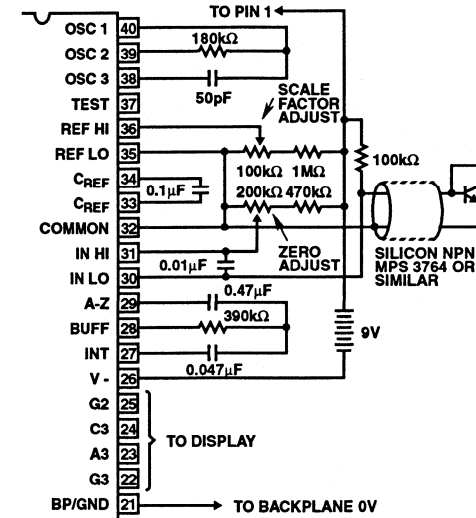 TO PIN 1
OSC 1 40
180kΩ
OSC 2 39
OSC 3 38
50pF
TEST 37
SCALE
FACTOR
ADJUST
REF HI 36
REF LO 35
100kΩ
100kΩ 1MΩ
CREF 34
0.1µF
200kΩ 470kΩ
CREF 33
COMMON 32
IN HI 31
ZERO
ADJUST
SILICON NPN
MPS 3764 OR
SIMILAR
0.01µF
IN LO 30
0.47µF
A-Z 29
390kΩ
BUFF 28
9V
INT 27
0.047µF
V - 26
G2 25
C3 24
TO DISPLAY
A3 23
G3 22
BP/GND 21
TO BACKPLANE 0V